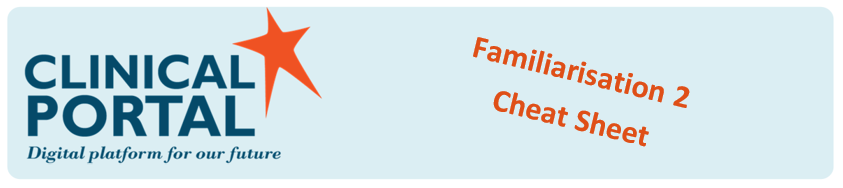 CLINICAL
PORTAL
Digital platform for our future
Familiarisation 2
Cheat Sheet